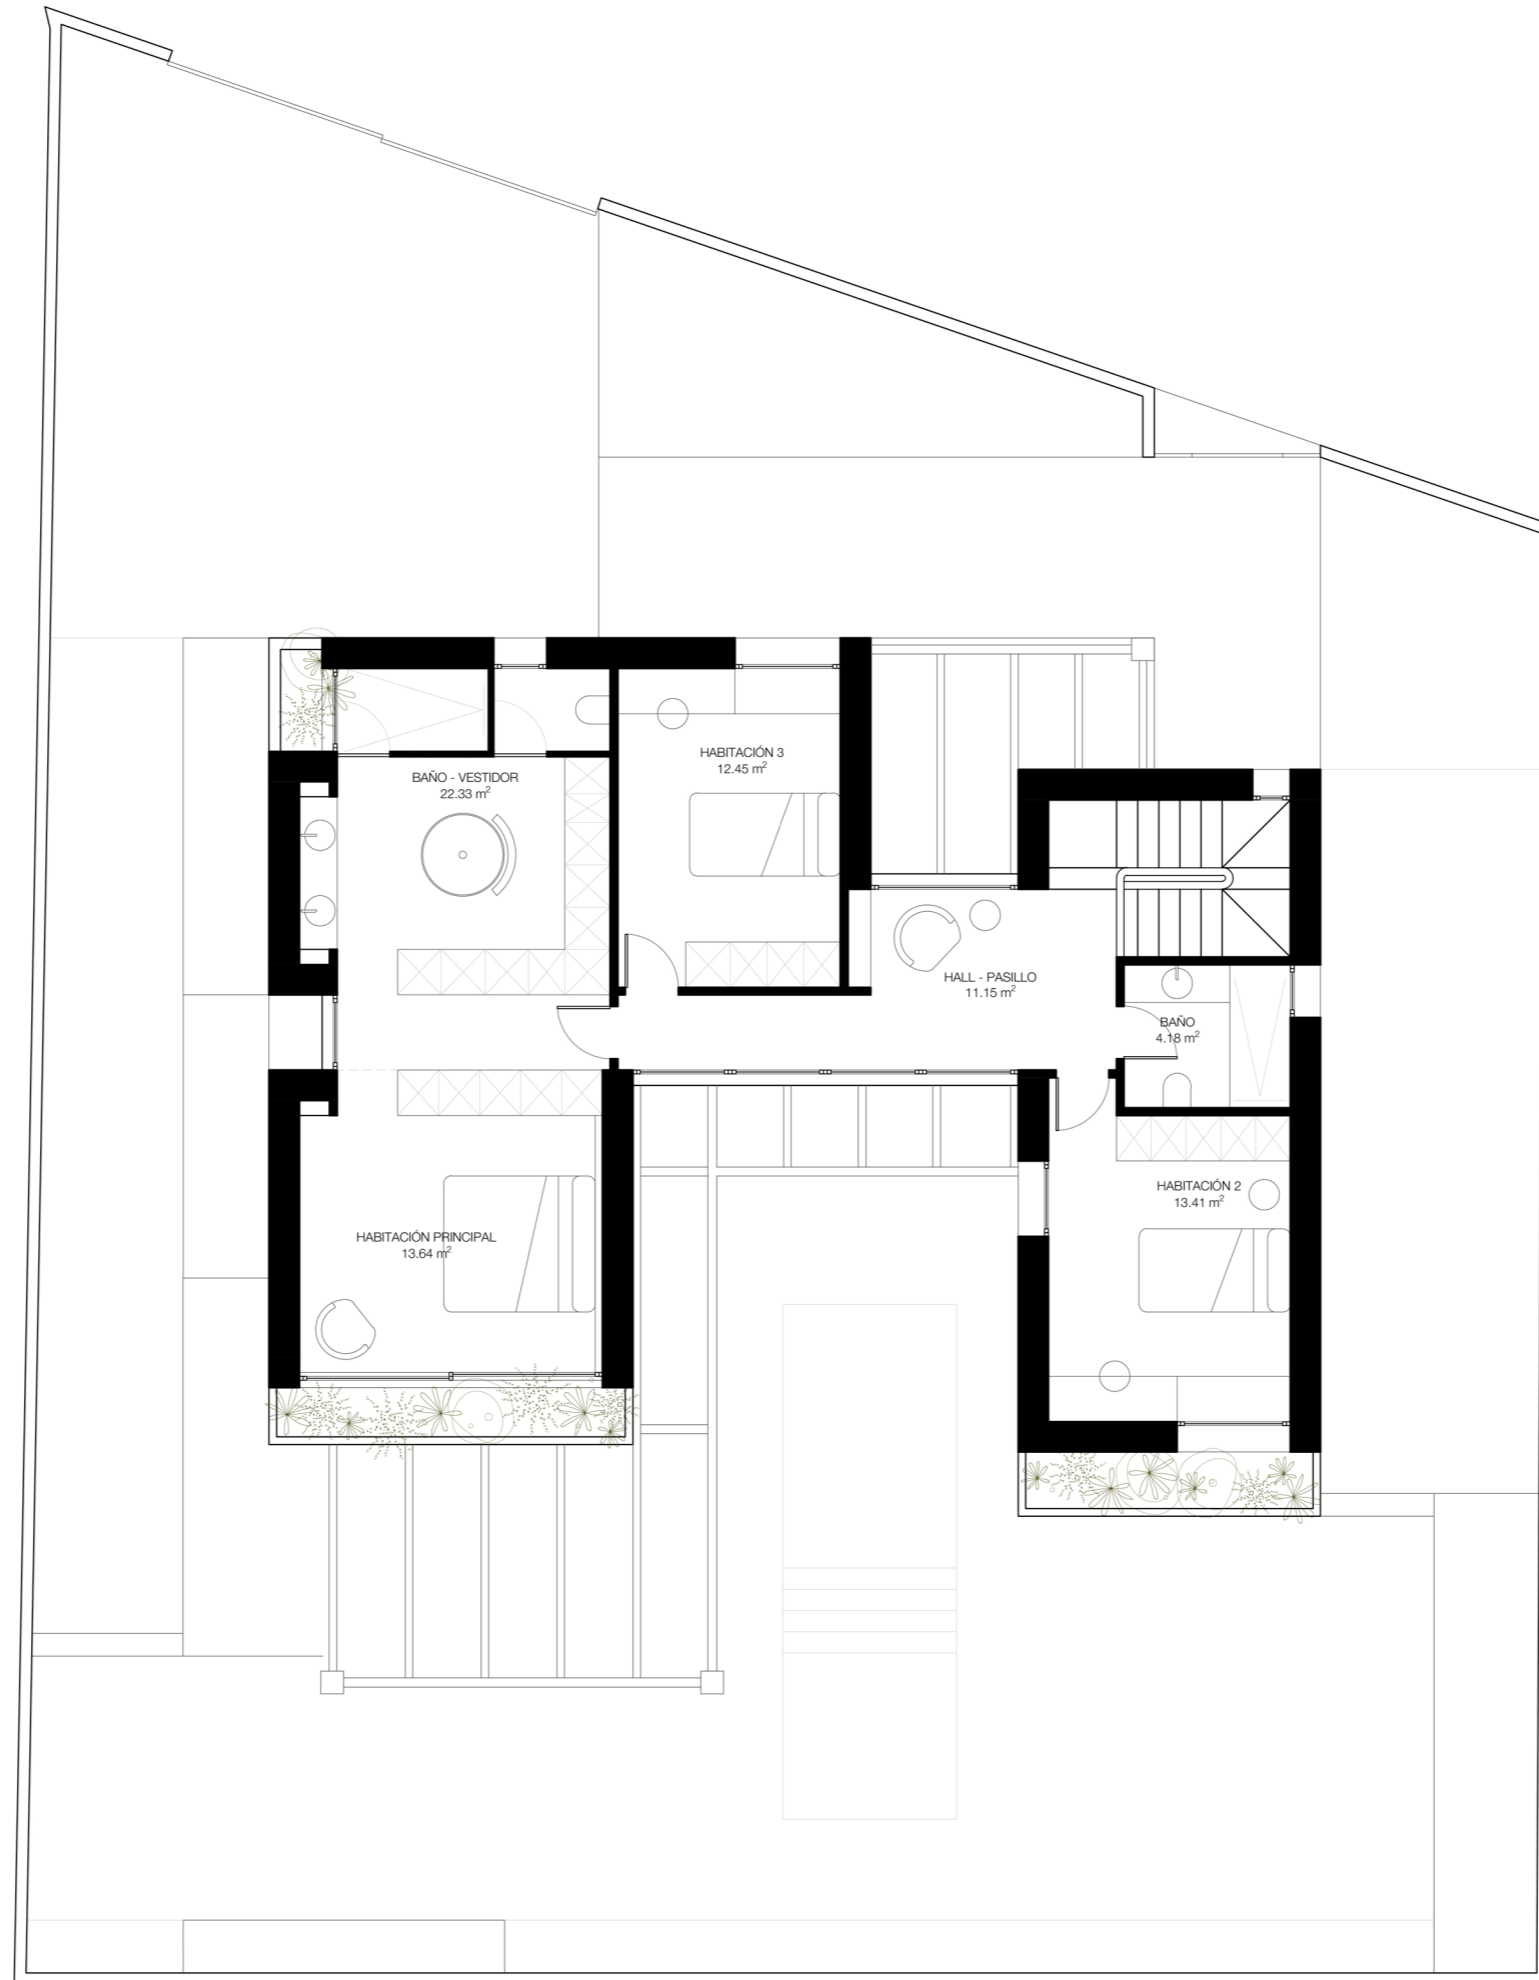 HABITACIÓN 3
12.45 m²
BAÑO - VESTIDOR
22.33 m²
HALL - PASILLO
11.15 m²
BAÑO
4.18 m²
HABITACIÓN 2
13.41 m²
HABITACIÓN PRINCIPAL
13.64 m²